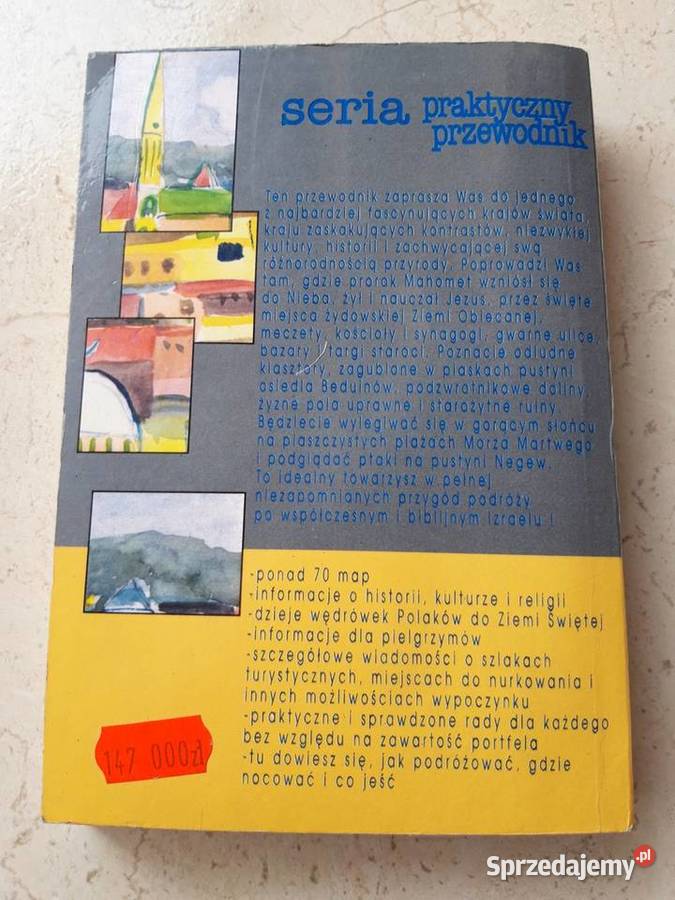 seria praktyczny
przewodnik
Ten przewodnik zaprasza Was do jednego
z najbardziej fascynujących krajów świata,
kraju zaskakujących kontrastów, niezwykłej
kultury, historii i zachwycającej swą
różnorodnością przyrody. Poprowadzi Was
tam, gdzie prorok Mahomet wzniósł się
do Nieba, żył i nauczał Jezus, przez święte
miejsca żydowskiej Ziemi Obiecanej,
meczety, kościoły i synagogi, gwarne ulice,
bazary i targi staroci. Poznacie odludne
klasztory, zagubione w piaskach pustyni
osiedla Beduinów, podzwrotnikowe doliny,
żyzne pola uprawne i starożytne ruiny.
Będziecie wylegiwać się w gorącym słońcu
na piaszczystych plażach Morza Martwego
i podglądać ptaki na pustyni Negew.
To idealny towarzysz w pełnej
niezapomnianych przygód podróży
po współczesnym i biblijnym Izraelu !
-ponad 70 map
-informacje o historii, kulturze i religii
-dzieje wędrówek Polaków do Ziemi Świętej
-informacje dla pielgrzymów
-szczegółowe wiadomości o szlakach
turystycznych, miejscach do nurkowania i
innych możliwościach wypoczynku
-praktyczne i sprawdzone rady dla każdego
bez względu na zawartość portfela
-tu dowiesz się, jak podróżować, gdzie
nocować i co jeść
147 000zł
Sprzedajemy.pl